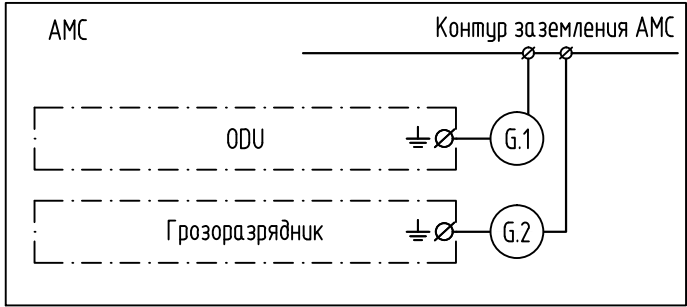 АМС
Контур заземления АМС
ODU
G.1
Грозоразрядник
G.2